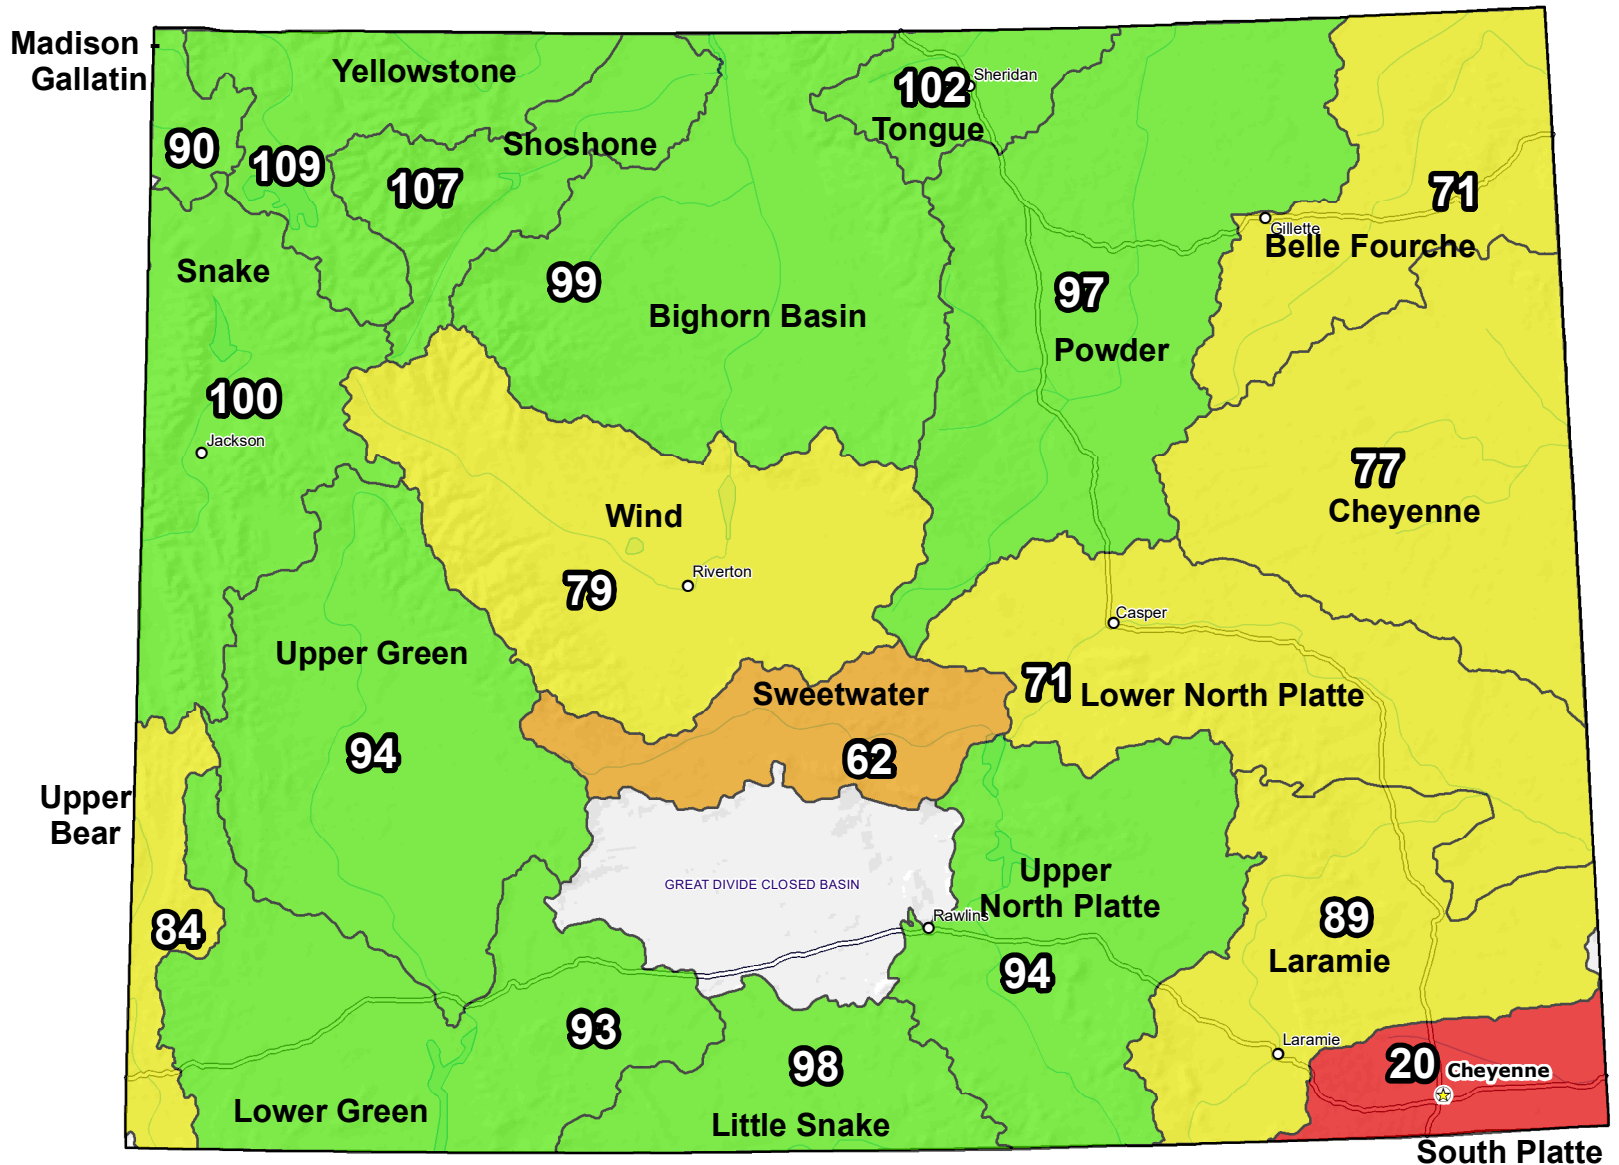 Madison -
Gallatin
Yellowstone
102
Sheridan
Tongue
Shoshone
90
109
107
71
Gillette
Belle Fourche
Snake
99
Bighorn Basin
97
Powder
100
Jackson
77
Cheyenne
Wind
79
Riverton
Casper
Upper Green
71
Lower North Platte
Sweetwater
62
94
Upper
Bear
GREAT DIVIDE CLOSED BASIN
Upper
North Platte
Rawlins
84
89
Laramie
94
93
98
Laramie
20
Cheyenne
Lower Green
Little Snake
South Platte